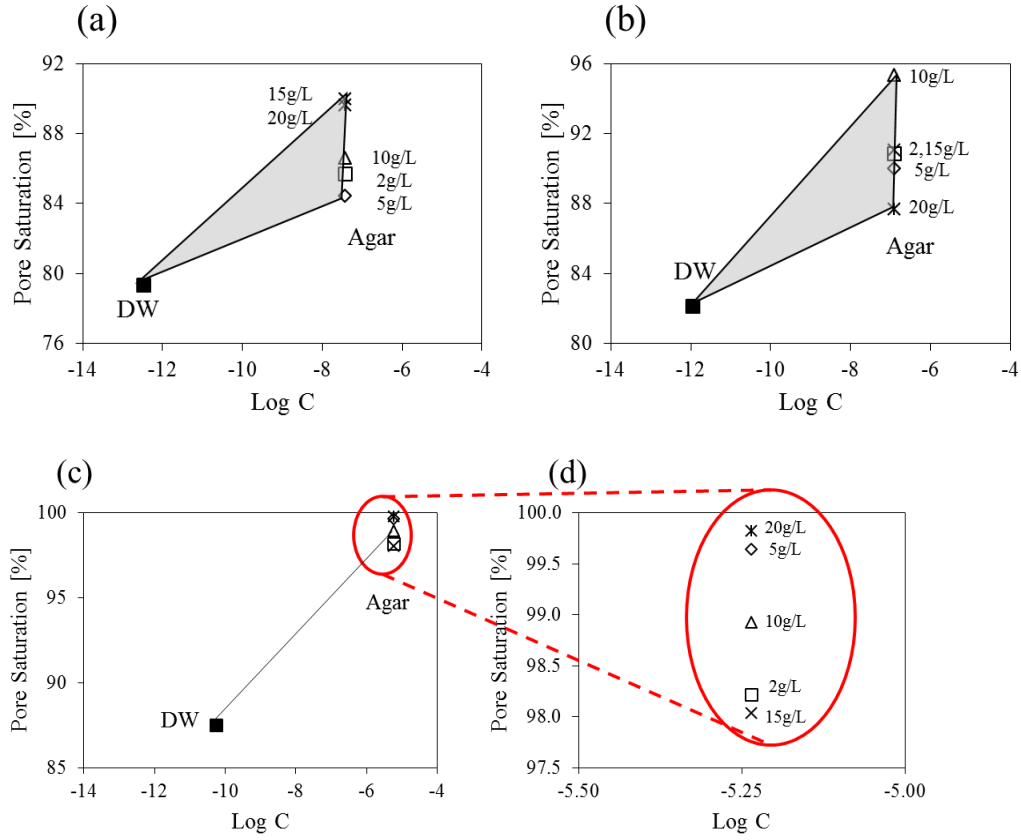 (a)
92
88
84
80
76
Pore Saturation [%]
15g/L
20g/L
10g/L
2g/L
5g/L
Agar
DW
-14
-12
-10
-8
-6
-4
Log C
(b)
96
92
88
84
80
Pore Saturation [%]
10g/L
2,15g/L
5g/L
20g/L
Agar
DW
-14
-12
-10
-8
-6
-4
Log C
(c)
100
95
90
85
Pore Saturation [%]
Agar
DW
-14
-12
-10
-8
-6
-4
Log C
(d)
100.0
99.5
99.0
98.5
98.0
97.5
Pore Saturation [%]
20g/L
5g/L
10g/L
2g/L
15g/L
-5.50
-5.25
-5.00
Log C